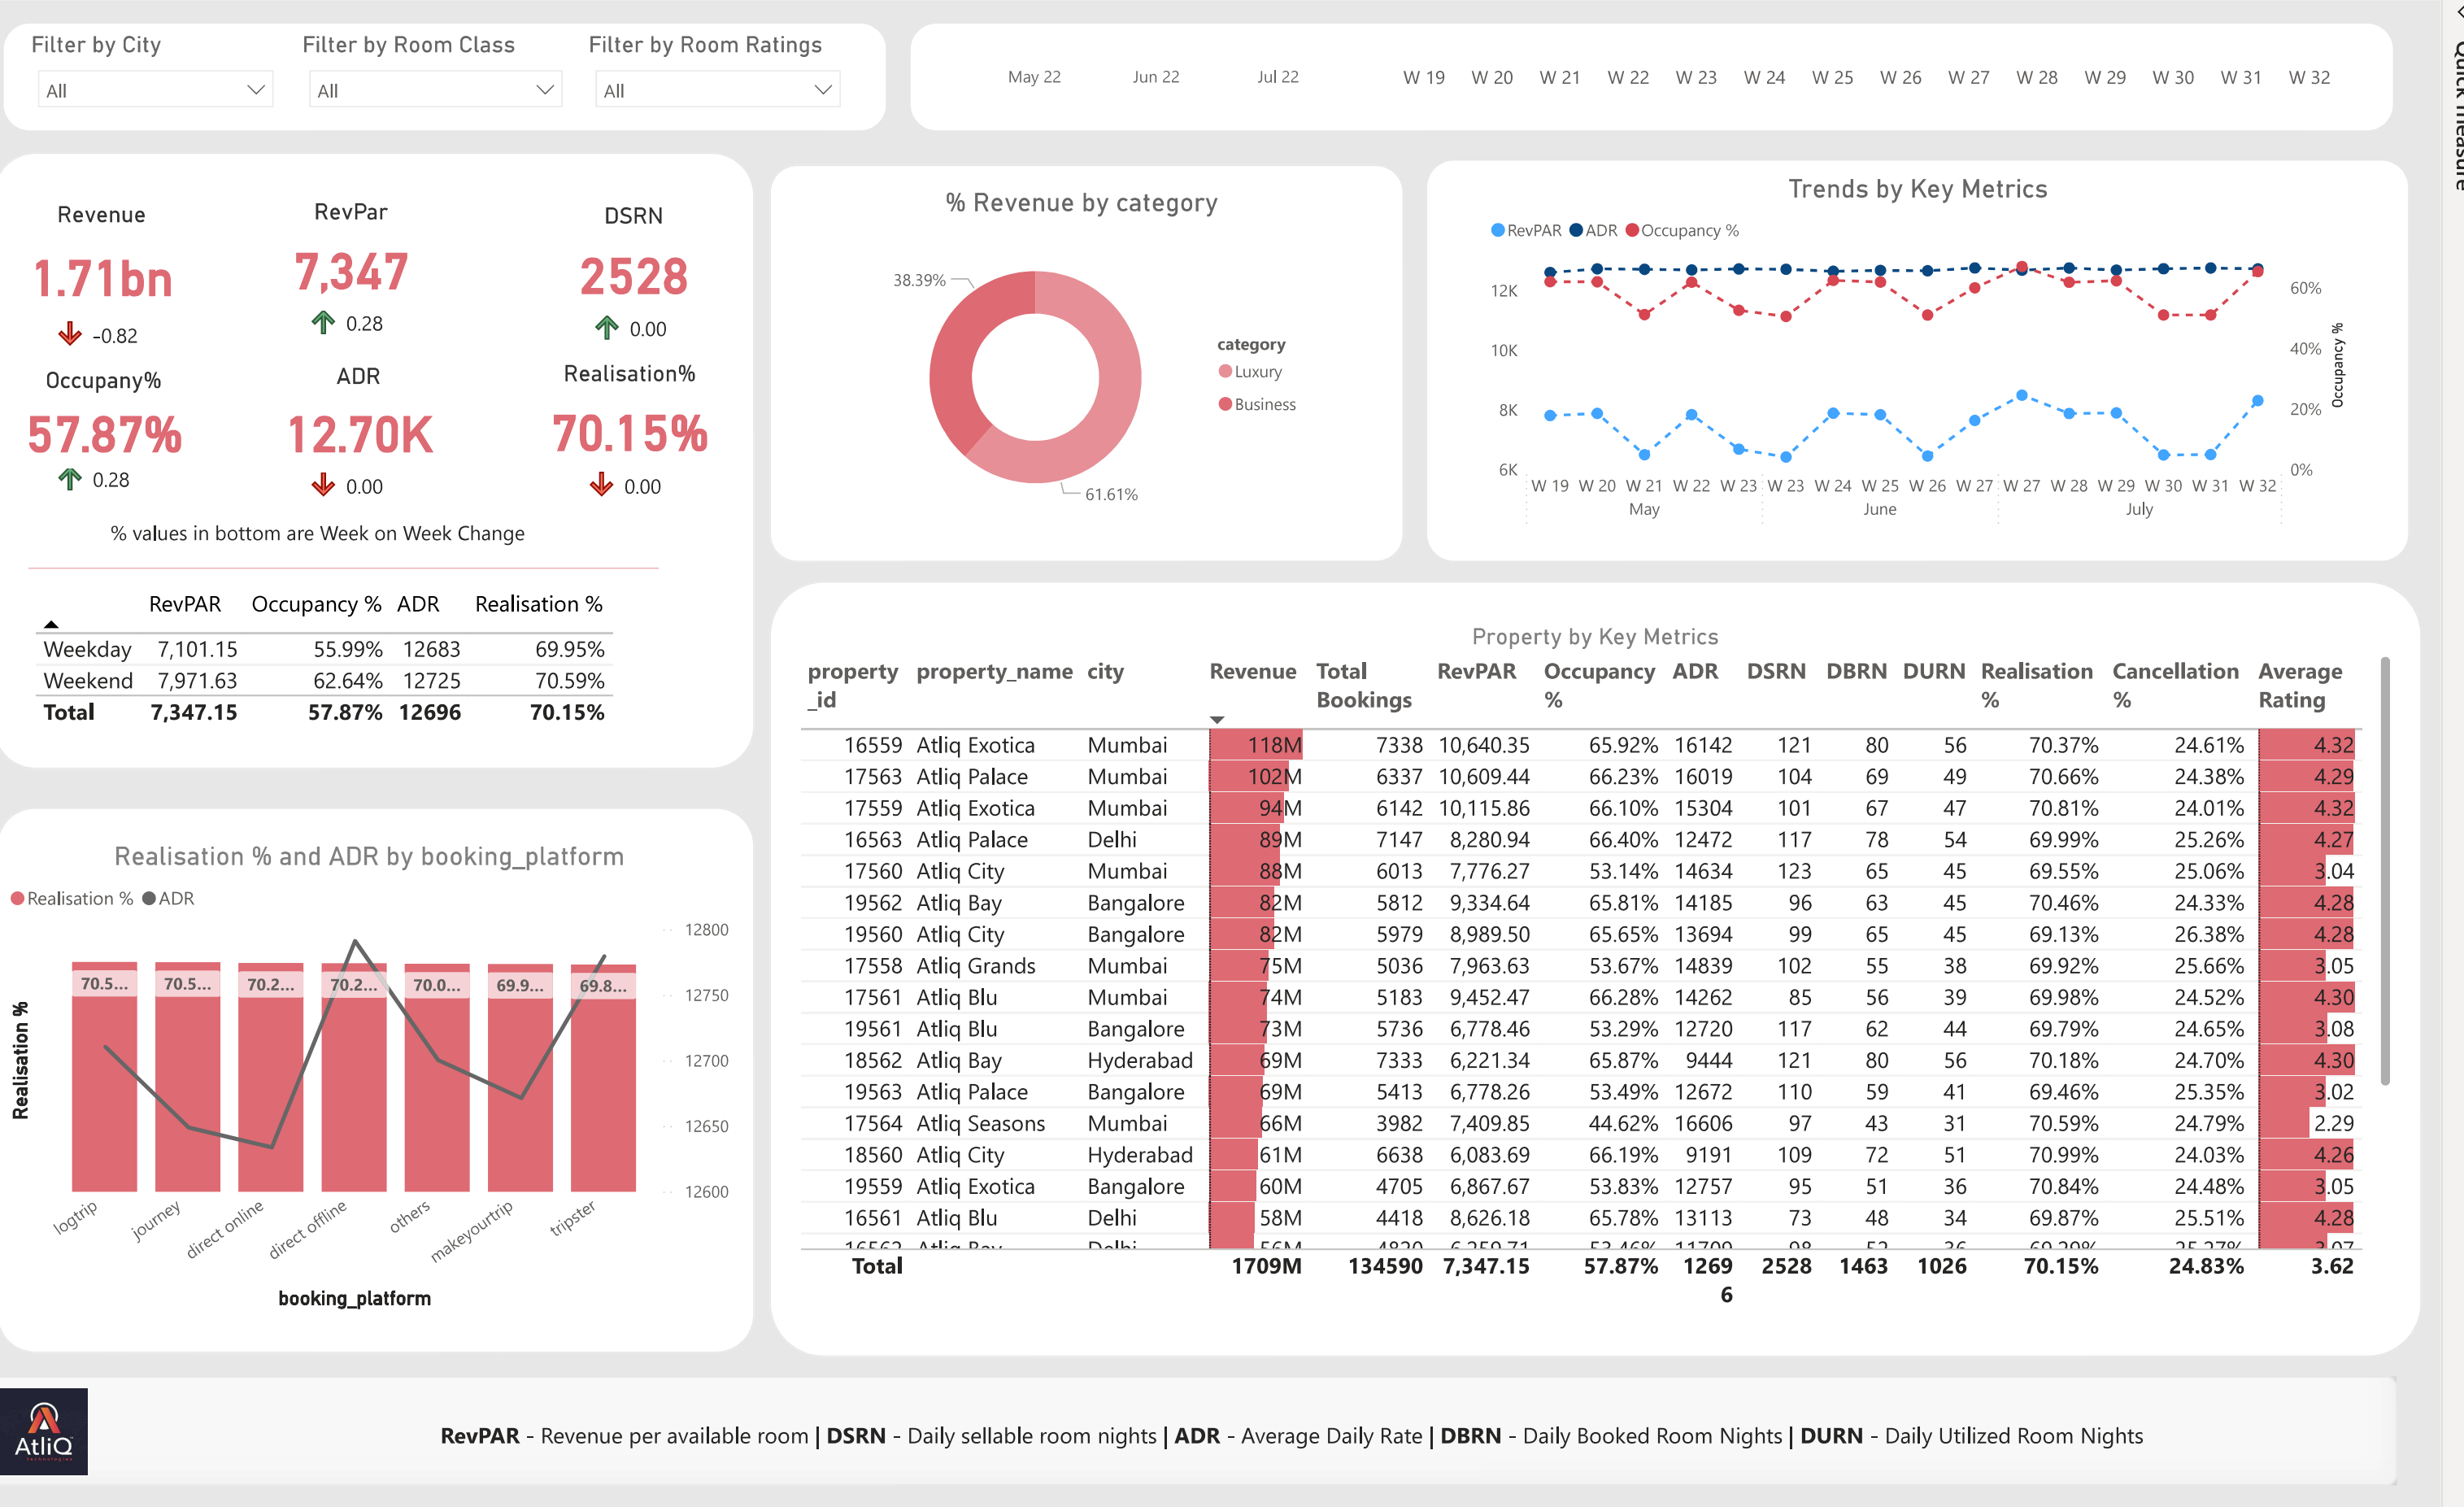 Filter by City
All
Filter by Room Class
All
Filter by Room Ratings
All
May 22 Jun 22 Jul 22
W 19 W 20 W 21 W 22 W 23 W 24 W 25 W 26 W 27 W 28 W 29 W 30 W 31 W 32
Quick measure
Revenue
1.71bn
-0.82
RevPar
7,347
0.28
DSRN
2528
0.00
Occupany%
57.87%
0.28
ADR
12.70K
0.00
Realisation%
70.15%
0.00
% values in bottom are Week on Week Change
RevPAR Occupancy % ADR Realisation %
Weekday 7,101.15 55.99% 12683 69.95%
Weekend 7,971.63 62.64% 12725 70.59%
Total 7,347.15 57.87% 12696 70.15%
% Revenue by category
38.39%
61.61%
category
Luxury
Business
Trends by Key Metrics
RevPAR ADR Occupancy %
12K
10K
8K
6K
60%
40%
20%
0%
Occupancy %
W 19 W 20 W 21 W 22 W 23 W 23 W 24 W 25 W 26 W 27 W 27 W 28 W 29 W 30 W 31 W 32
May June July
Realisation % and ADR by booking_platform
Realisation % ADR
Realisation %
70.5... 70.5... 70.2... 70.2... 70.0... 69.9... 69.8...
12800
12750
12700
12650
12600
logtrip journey direct online direct offline others makeyourtrip tripster
booking_platform
Property by Key Metrics
property property_name city Revenue Total RevPAR Occupancy ADR DSRN DBRN DURN Realisation Cancellation Average
_id Bookings % % % Rating
16559 Atliq Exotica Mumbai 118M 7338 10,640.35 65.92% 16142 121 80 56 70.37% 24.61% 4.32
17563 Atliq Palace Mumbai 102M 6337 10,609.44 66.23% 16019 104 69 49 70.66% 24.38% 4.29
17559 Atliq Exotica Mumbai 94M 6142 10,115.86 66.10% 15304 101 67 47 70.81% 24.01% 4.32
16563 Atliq Palace Delhi 89M 7147 8,280.94 66.40% 12472 117 78 54 69.99% 25.26% 4.27
17560 Atliq City Mumbai 88M 6013 7,776.27 53.14% 14634 123 65 45 69.55% 25.06% 3.04
19562 Atliq Bay Bangalore 82M 5812 9,334.64 65.81% 14185 96 63 45 70.46% 24.33% 4.28
19560 Atliq City Bangalore 82M 5979 8,989.50 65.65% 13694 99 65 45 69.13% 26.38% 4.28
17558 Atliq Grands Mumbai 75M 5036 7,963.63 53.67% 14839 102 55 38 69.92% 25.66% 3.05
17561 Atliq Blu Mumbai 74M 5183 9,452.47 66.28% 14262 85 56 39 69.98% 24.52% 4.30
19561 Atliq Blu Bangalore 73M 5736 6,778.46 53.29% 12720 117 62 44 69.79% 24.65% 3.08
18562 Atliq Bay Hyderabad 69M 7333 6,221.34 65.87% 9444 121 80 56 70.18% 24.70% 4.30
19563 Atliq Palace Bangalore 69M 5413 6,778.26 53.49% 12672 110 59 41 69.46% 25.35% 3.02
17564 Atliq Seasons Mumbai 66M 3982 7,409.85 44.62% 16606 97 43 31 70.59% 24.79% 2.29
18560 Atliq City Hyderabad 61M 6638 6,083.69 66.19% 9191 109 72 51 70.99% 24.03% 4.26
19559 Atliq Exotica Bangalore 60M 4705 6,867.67 53.83% 12757 95 51 36 70.84% 24.48% 3.05
16561 Atliq Blu Delhi 58M 4418 8,626.18 65.78% 13113 73 48 34 69.87% 25.51% 4.28
16562 Atliq Bay Delhi 56M 4820 6,259.71 53.46% 11709 98 52 36 69.29% 25.27% 3.07
Total 1709M 134590 7,347.15 57.87% 1269 2528 1463 1026 70.15% 24.83% 3.62
6
AtliQ
technologies
RevPAR - Revenue per available room | DSRN - Daily sellable room nights | ADR - Average Daily Rate | DBRN - Daily Booked Room Nights | DURN - Daily Utilized Room Nights